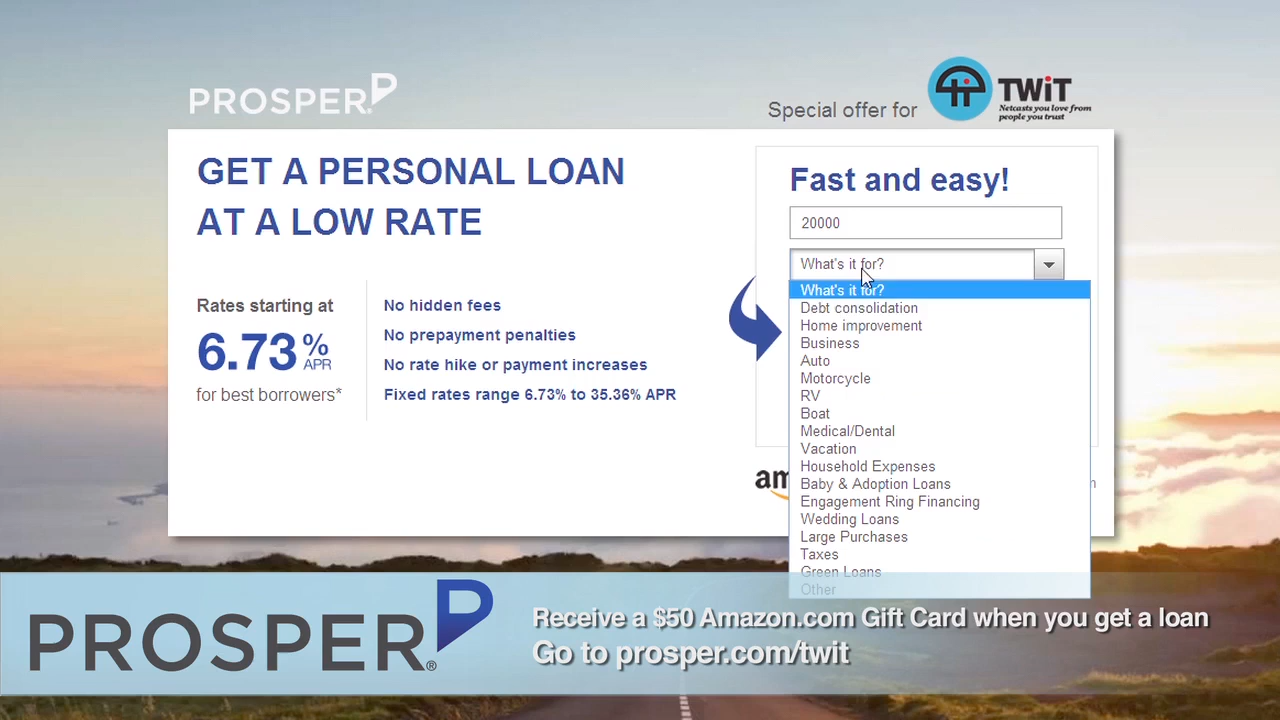 PROSPER
Special offer for
TWiT
Netcasts you love from
people you trust
GET A PERSONAL LOAN
AT A LOW RATE
Rates starting at
6.73% APR
for best borrowers*
No hidden fees
No prepayment penalties
No rate hike or payment increases
Fixed rates range 6.73% to 35.36% APR
Fast and easy!
20000
What's it for?
What's it for?
Debt consolidation
Home improvement
Business
Auto
Motorcycle
RV
Boat
Medical/Dental
Vacation
Household Expenses
Baby & Adoption Loans
Engagement Ring Financing
Wedding Loans
Large Purchases
Taxes
Green Loans
Other
PROSPER®
Receive a $50 Amazon.com Gift Card when you get a loan
Go to prosper.com/twit